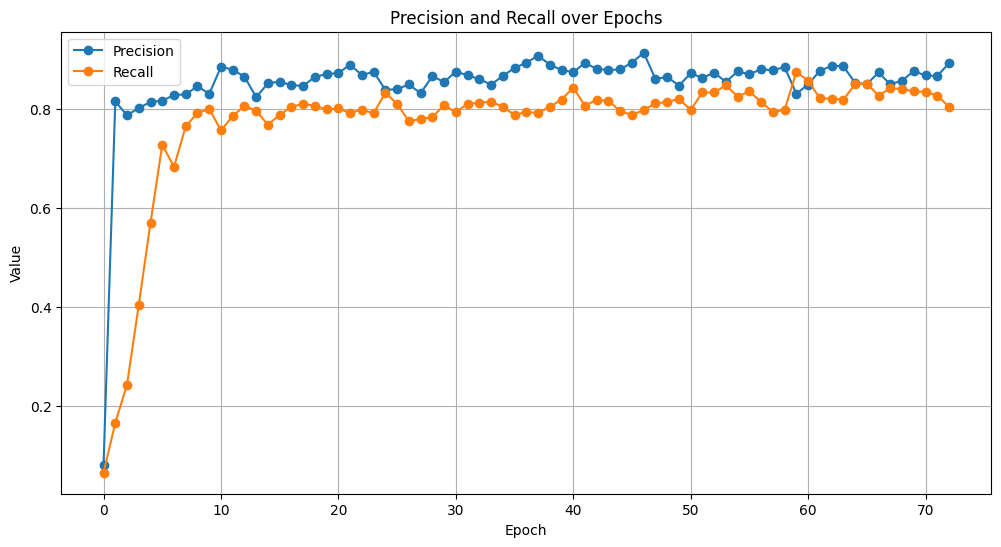 Precision and Recall over Epochs
Precision
Recall
Value
0.8
0.6
0.4
0.2
0 10 20 30 40 50 60 70
Epoch